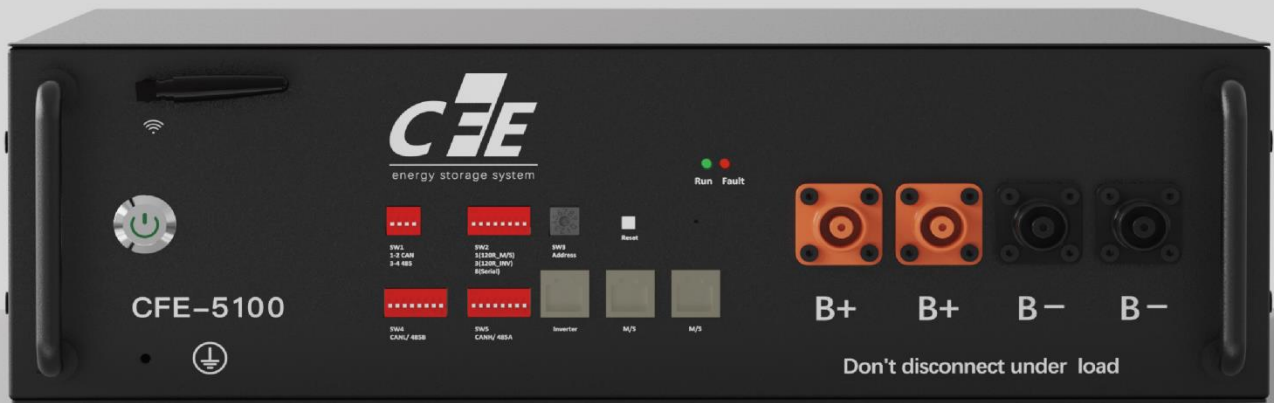 CFE
energy storage system
Run Fault
SW1
1-2 CAN
3-4 485
SW2
1(120R_M/S)
3(120R_INV)
8(Serial)
SW3
Address
Reset
CFE-5100
SW4
CANL/ 485B
SW5
CANH/ 485A
Inverter
M/S
M/S
B+
B+
B-
B-
Don't disconnect under load